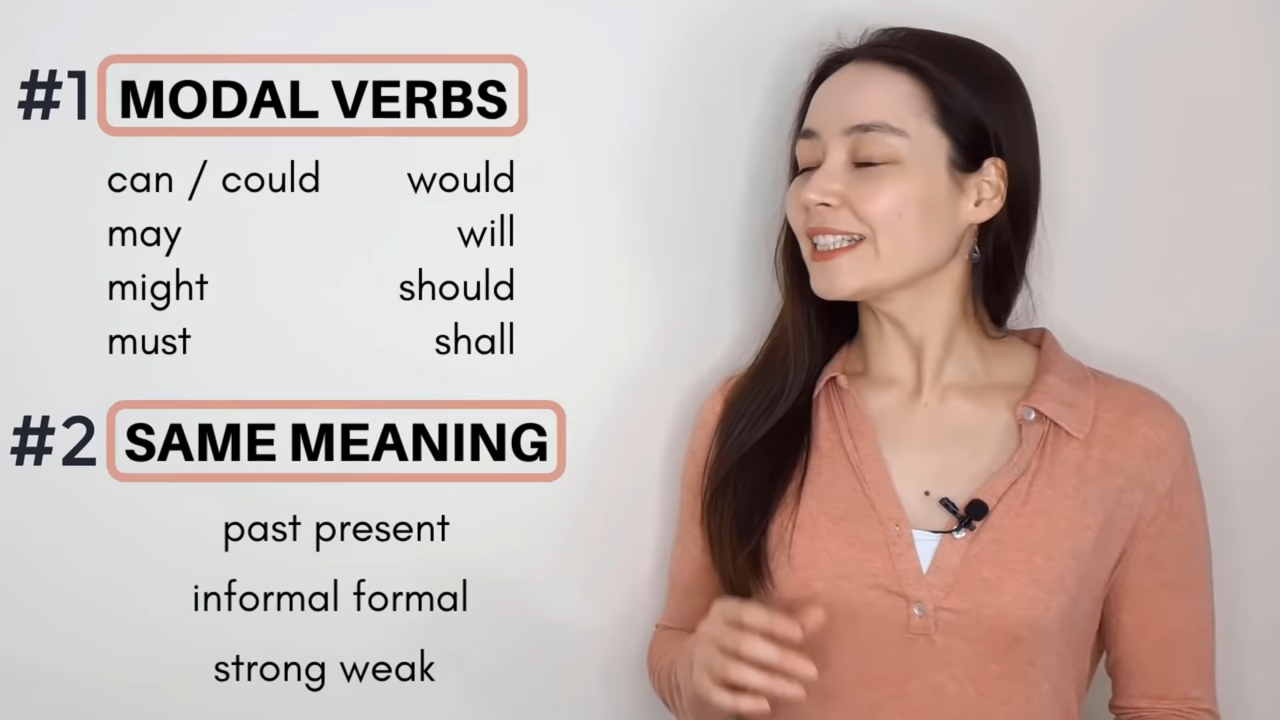 #1 MODAL VERBS
can / could would
may will
might should
must shall
#2 SAME MEANING
past present
informal formal
strong weak